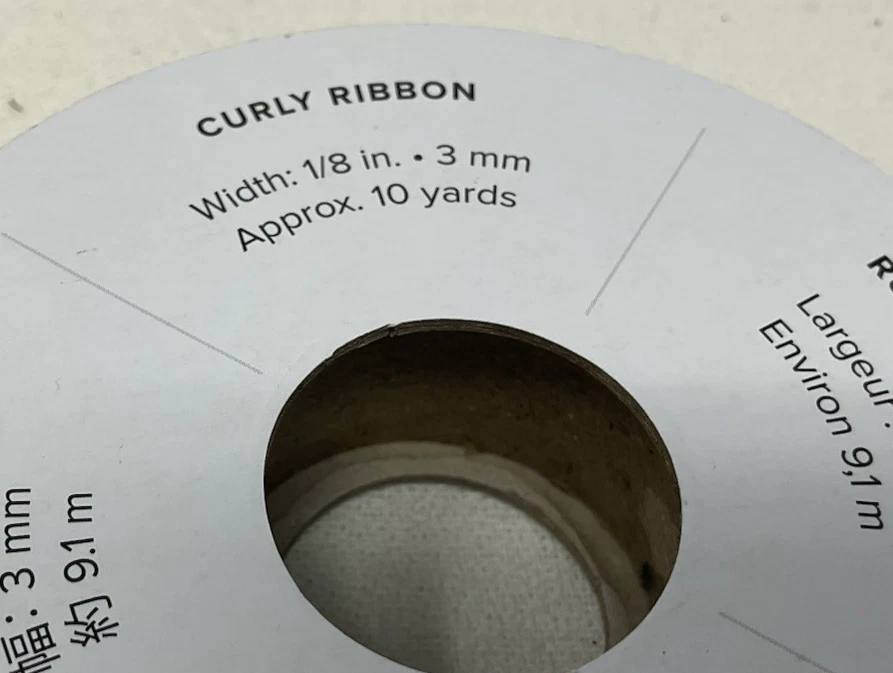 CURLY RIBBON
Width: 1/8 in. • 3 mm
Approx. 10 yards
Largeur
Environ 9,1 m
幅: 3 mm
約 9.1 m